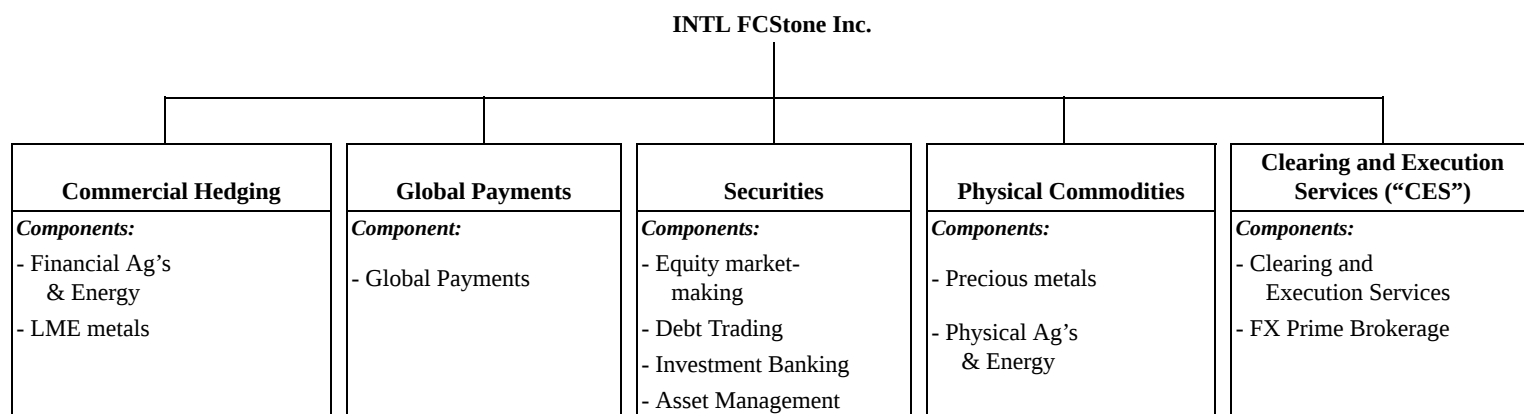 INTL FCStone Inc.
Commercial Hedging
Components:
- Financial Ag’s
& Energy
- LME metals
Global Payments
Component:
- Global Payments
Securities
Components:
- Equity market-
making
- Debt Trading
- Investment Banking
- Asset Management
Physical Commodities
Components:
- Precious metals
- Physical Ag’s
& Energy
Clearing and Execution
Services (“CES”)
Components:
- Clearing and
Execution Services
- FX Prime Brokerage